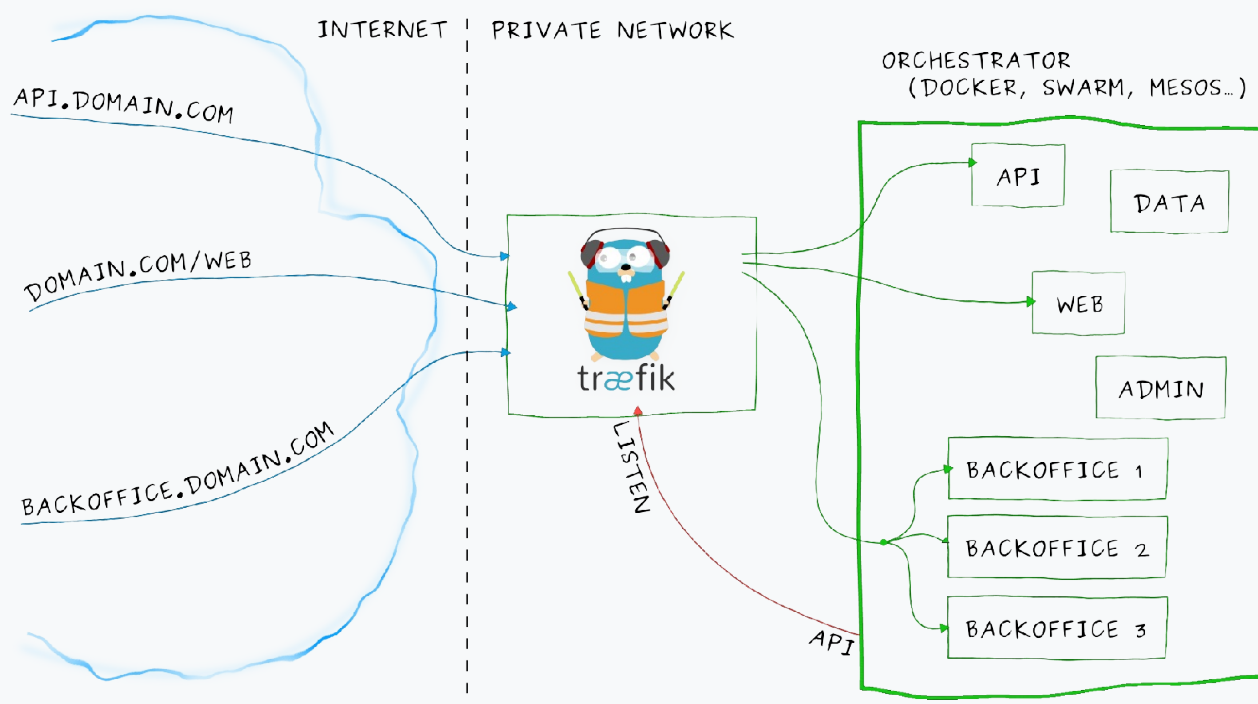 INTERNET
PRIVATE NETWORK
ORCHESTRATOR
(DOCKER, SWARM, MESOS...)
API.DOMAIN.COM
DOMAIN.COM/WEB
BACKOFFICE.DOMAIN.COM
træfik
LISTEN
API
API
DATA
WEB
ADMIN
BACKOFFICE 1
BACKOFFICE 2
BACKOFFICE 3